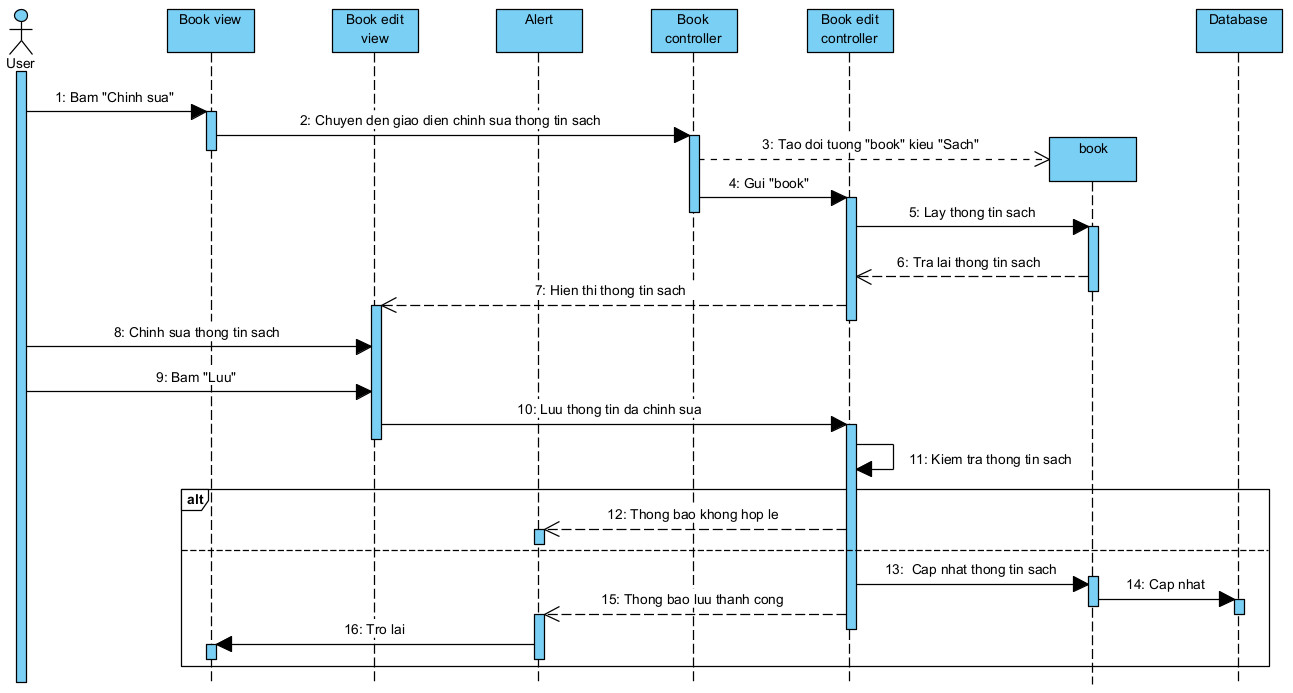 Book view
Book edit
view
Alert
Book
controller
Book edit
controller
Database
User
1: Bam "Chinh sua"
2: Chuyen den giao dien chinh sua thong tin sach
3: Tao doi tuong "book" kieu "Sach"
book
4: Gui "book"
5: Lay thong tin sach
6: Tra lai thong tin sach
7: Hien thi thong tin sach
8: Chinh sua thong tin sach
9: Bam "Luu"
10: Luu thong tin da chinh sua
11: Kiem tra thong tin sach
alt
12: Thong bao khong hop le
13: Cap nhat thong tin sach
14: Cap nhat
15: Thong bao luu thanh cong
16: Tro lai